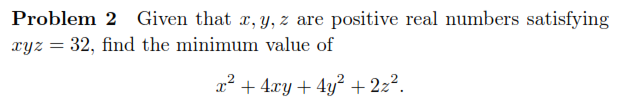 Problem 2 Given that x, y, z are positive real numbers satisfying
xyz = 32, find the minimum value of
x² + 4xy + 4y² + 2z².